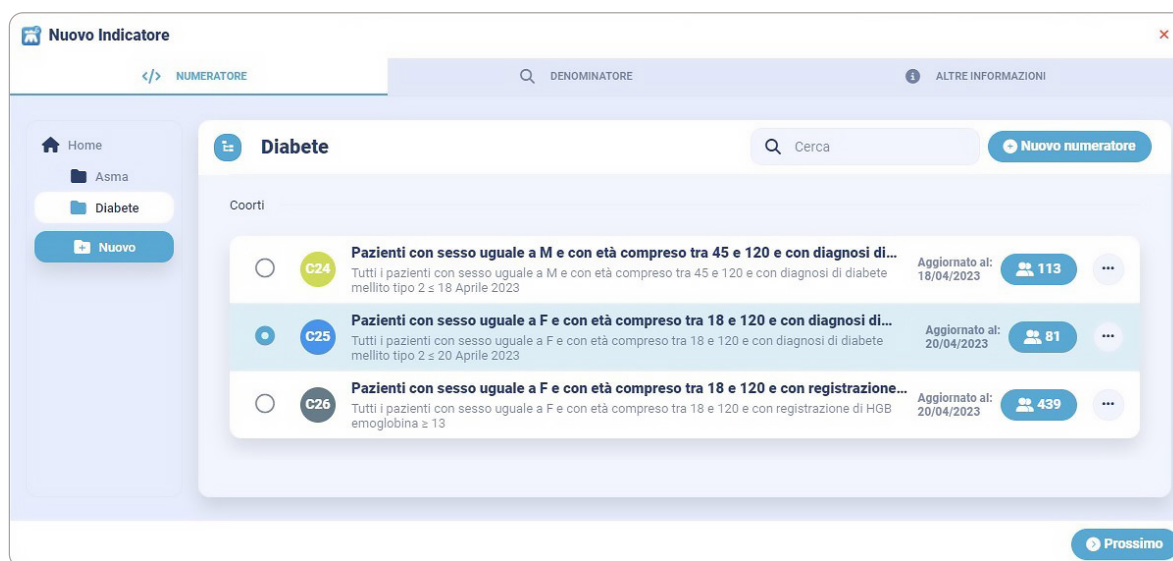 Nuovo Indicatore
×
</> NUMERATORE
DENOMINATORE
ALTRE INFORMAZIONI
Home
Asma
Diabete
Nuovo
Diabete
Cerca
Nuovo numeratore
Coorti
C24
Pazienti con sesso uguale a M e con età compreso tra 45 e 120 e con diagnosi di...
Tutti i pazienti con sesso uguale a M e con età compreso tra 45 e 120 e con diagnosi di diabete
mellito tipo 2 ≤ 18 Aprile 2023
Aggiornato al:
18/04/2023
113
C25
Pazienti con sesso uguale a F e con età compreso tra 18 e 120 e con diagnosi di...
Tutti i pazienti con sesso uguale a F e con età compreso tra 18 e 120 e con diagnosi di diabete
mellito tipo 2 ≤ 20 Aprile 2023
Aggiornato al:
20/04/2023
81
C26
Pazienti con sesso uguale a F e con età compreso tra 18 e 120 e con registrazione...
Tutti i pazienti con sesso uguale a F e con età compreso tra 18 e 120 e con registrazione di HGB
emoglobina ≥ 13
Aggiornato al:
20/04/2023
439
Prossimo